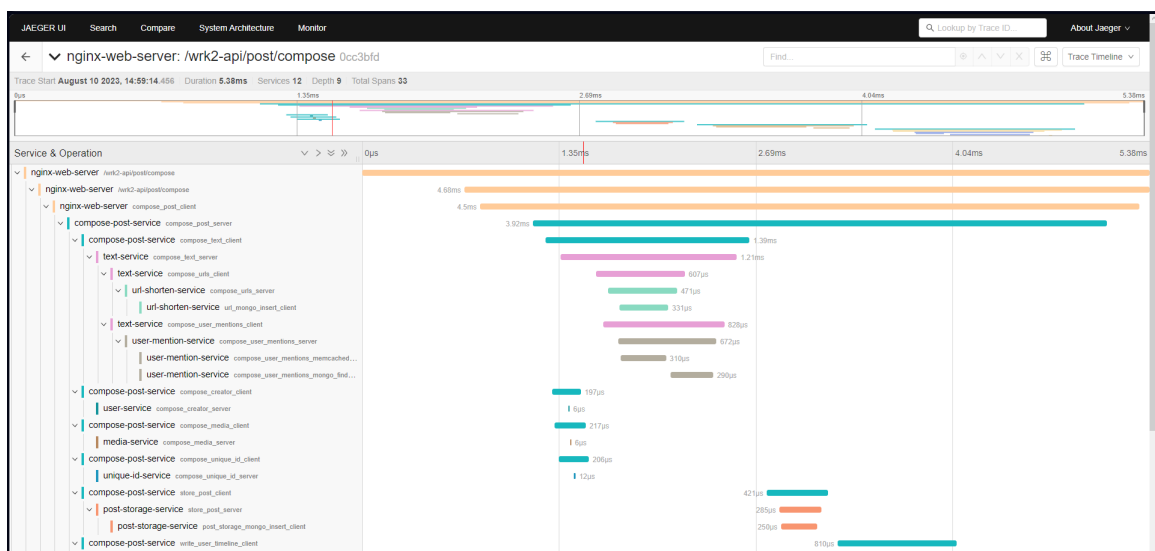 JAEGER UI Search Compare System Architecture Monitor Lookup by Trace ID... About Jaeger
nginx-web-server: /wrk2-api/post/compose 0cc3bfd Find... Trace Timeline
Trace Start August 10 2023, 14:59:14.456 Duration 5.38ms Services 12 Depth 9 Total Spans 33
0μs 1.35ms 2.69ms 4.04ms 5.38ms
Service & Operation 0μs 1.35ms 2.69ms 4.04ms 5.38ms
nginx-web-server /wrk2-api/post/compose
nginx-web-server /wrk2-api/post/compose 4.68ms
nginx-web-server compose_post_client 4.5ms
compose-post-service compose_post_server 3.92ms
compose-post-service compose_text_client 1.39ms
text-service compose_text_server 1.21ms
text-service compose_urls_client 607μs
url-shorten-service compose_urls_server 471μs
url-shorten-service url_mongo_insert_client 331μs
text-service compose_user_mentions_client 828μs
user-mention-service compose_user_mentions_server 672μs
user-mention-service compose_user_mentions_memcached... 310μs
user-mention-service compose_user_mentions_mongo_find... 290μs
compose-post-service compose_creator_client 197μs
user-service compose_creator_server 6μs
compose-post-service compose_media_client 217μs
media-service compose_media_server 6μs
compose-post-service compose_unique_id_client 206μs
unique-id-service compose_unique_id_server 12μs
compose-post-service store_post_client 421μs
post-storage-service store_post_server 285μs
post-storage-service post_storage_mongo_insert_client 250μs
compose-post-service write_user_timeline_client 810μs